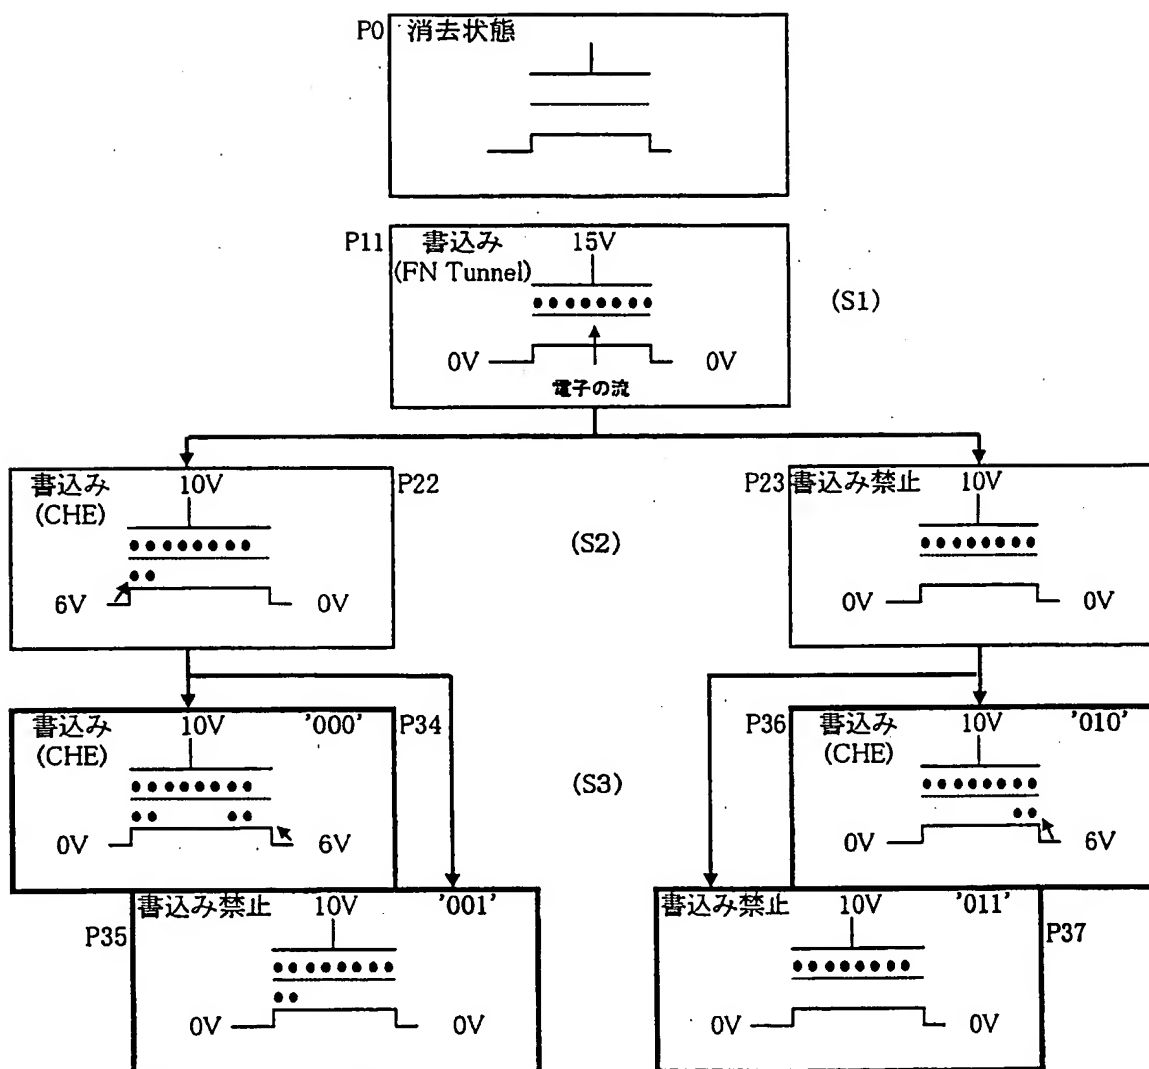 P0 消去状態
P11 書込み 15V
(FN Tunnel)
(S1)
0V 0V
電子の流
書込み 10V P22
(CHE)
P23 書込み禁止 10V
(S2)
6V 0V
0V 0V
書込み 10V '000' P34
(CHE)
P36 書込み 10V '010'
(CHE)
(S3)
0V 6V
0V 6V
P35 書込み禁止 10V '001'
書込み禁止 10V '011' P37
0V 0V
0V 0V